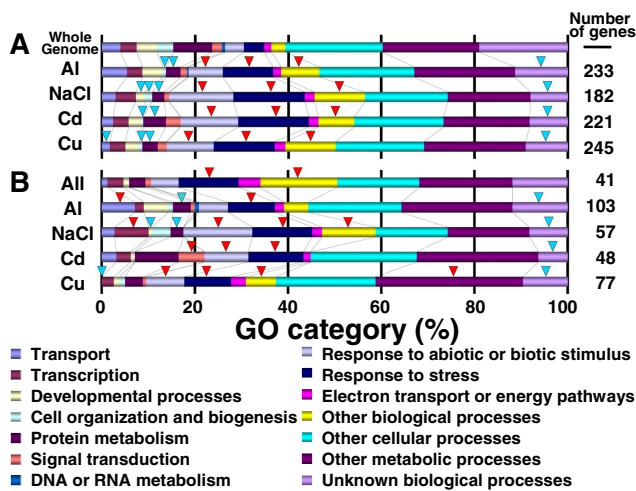 Number
of genes
A
Whole
Genome
Al 233
NaCl 182
Cd 221
Cu 245
B
All 41
Al 103
NaCl 57
Cd 48
Cu 77
0 20 40 60 80 100
GO category (%)
Transport
Transcription
Developmental processes
Cell organization and biogenesis
Protein metabolism
Signal transduction
DNA or RNA metabolism
Response to abiotic or biotic stimulus
Response to stress
Electron transport or energy pathways
Other biological processes
Other cellular processes
Other metabolic processes
Unknown biological processes